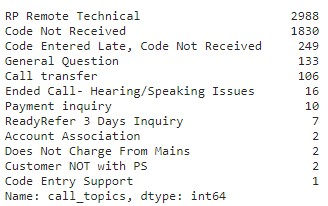 RP Remote Technical 2988
Code Not Received 1830
Code Entered Late, Code Not Received 249
General Question 133
Call transfer 106
Ended Call- Hearing/Speaking Issues 16
Payment inquiry 10
ReadyRefer 3 Days Inquiry 7
Account Association 2
Does Not Charge From Mains 2
Customer NOT with PS 2
Code Entry Support 1
Name: call_topics, dtype: int64